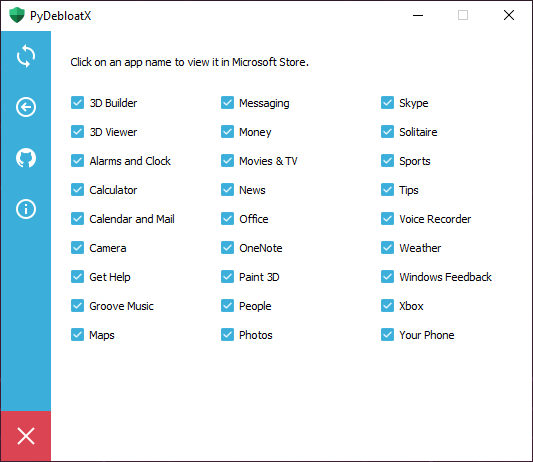 PyDebloatX
Click on an app name to view it in Microsoft Store.
3D Builder
3D Viewer
Alarms and Clock
Calculator
Calendar and Mail
Camera
Get Help
Groove Music
Maps
Messaging
Money
Movies & TV
News
Office
OneNote
Paint 3D
People
Photos
Skype
Solitaire
Sports
Tips
Voice Recorder
Weather
Windows Feedback
Xbox
Your Phone